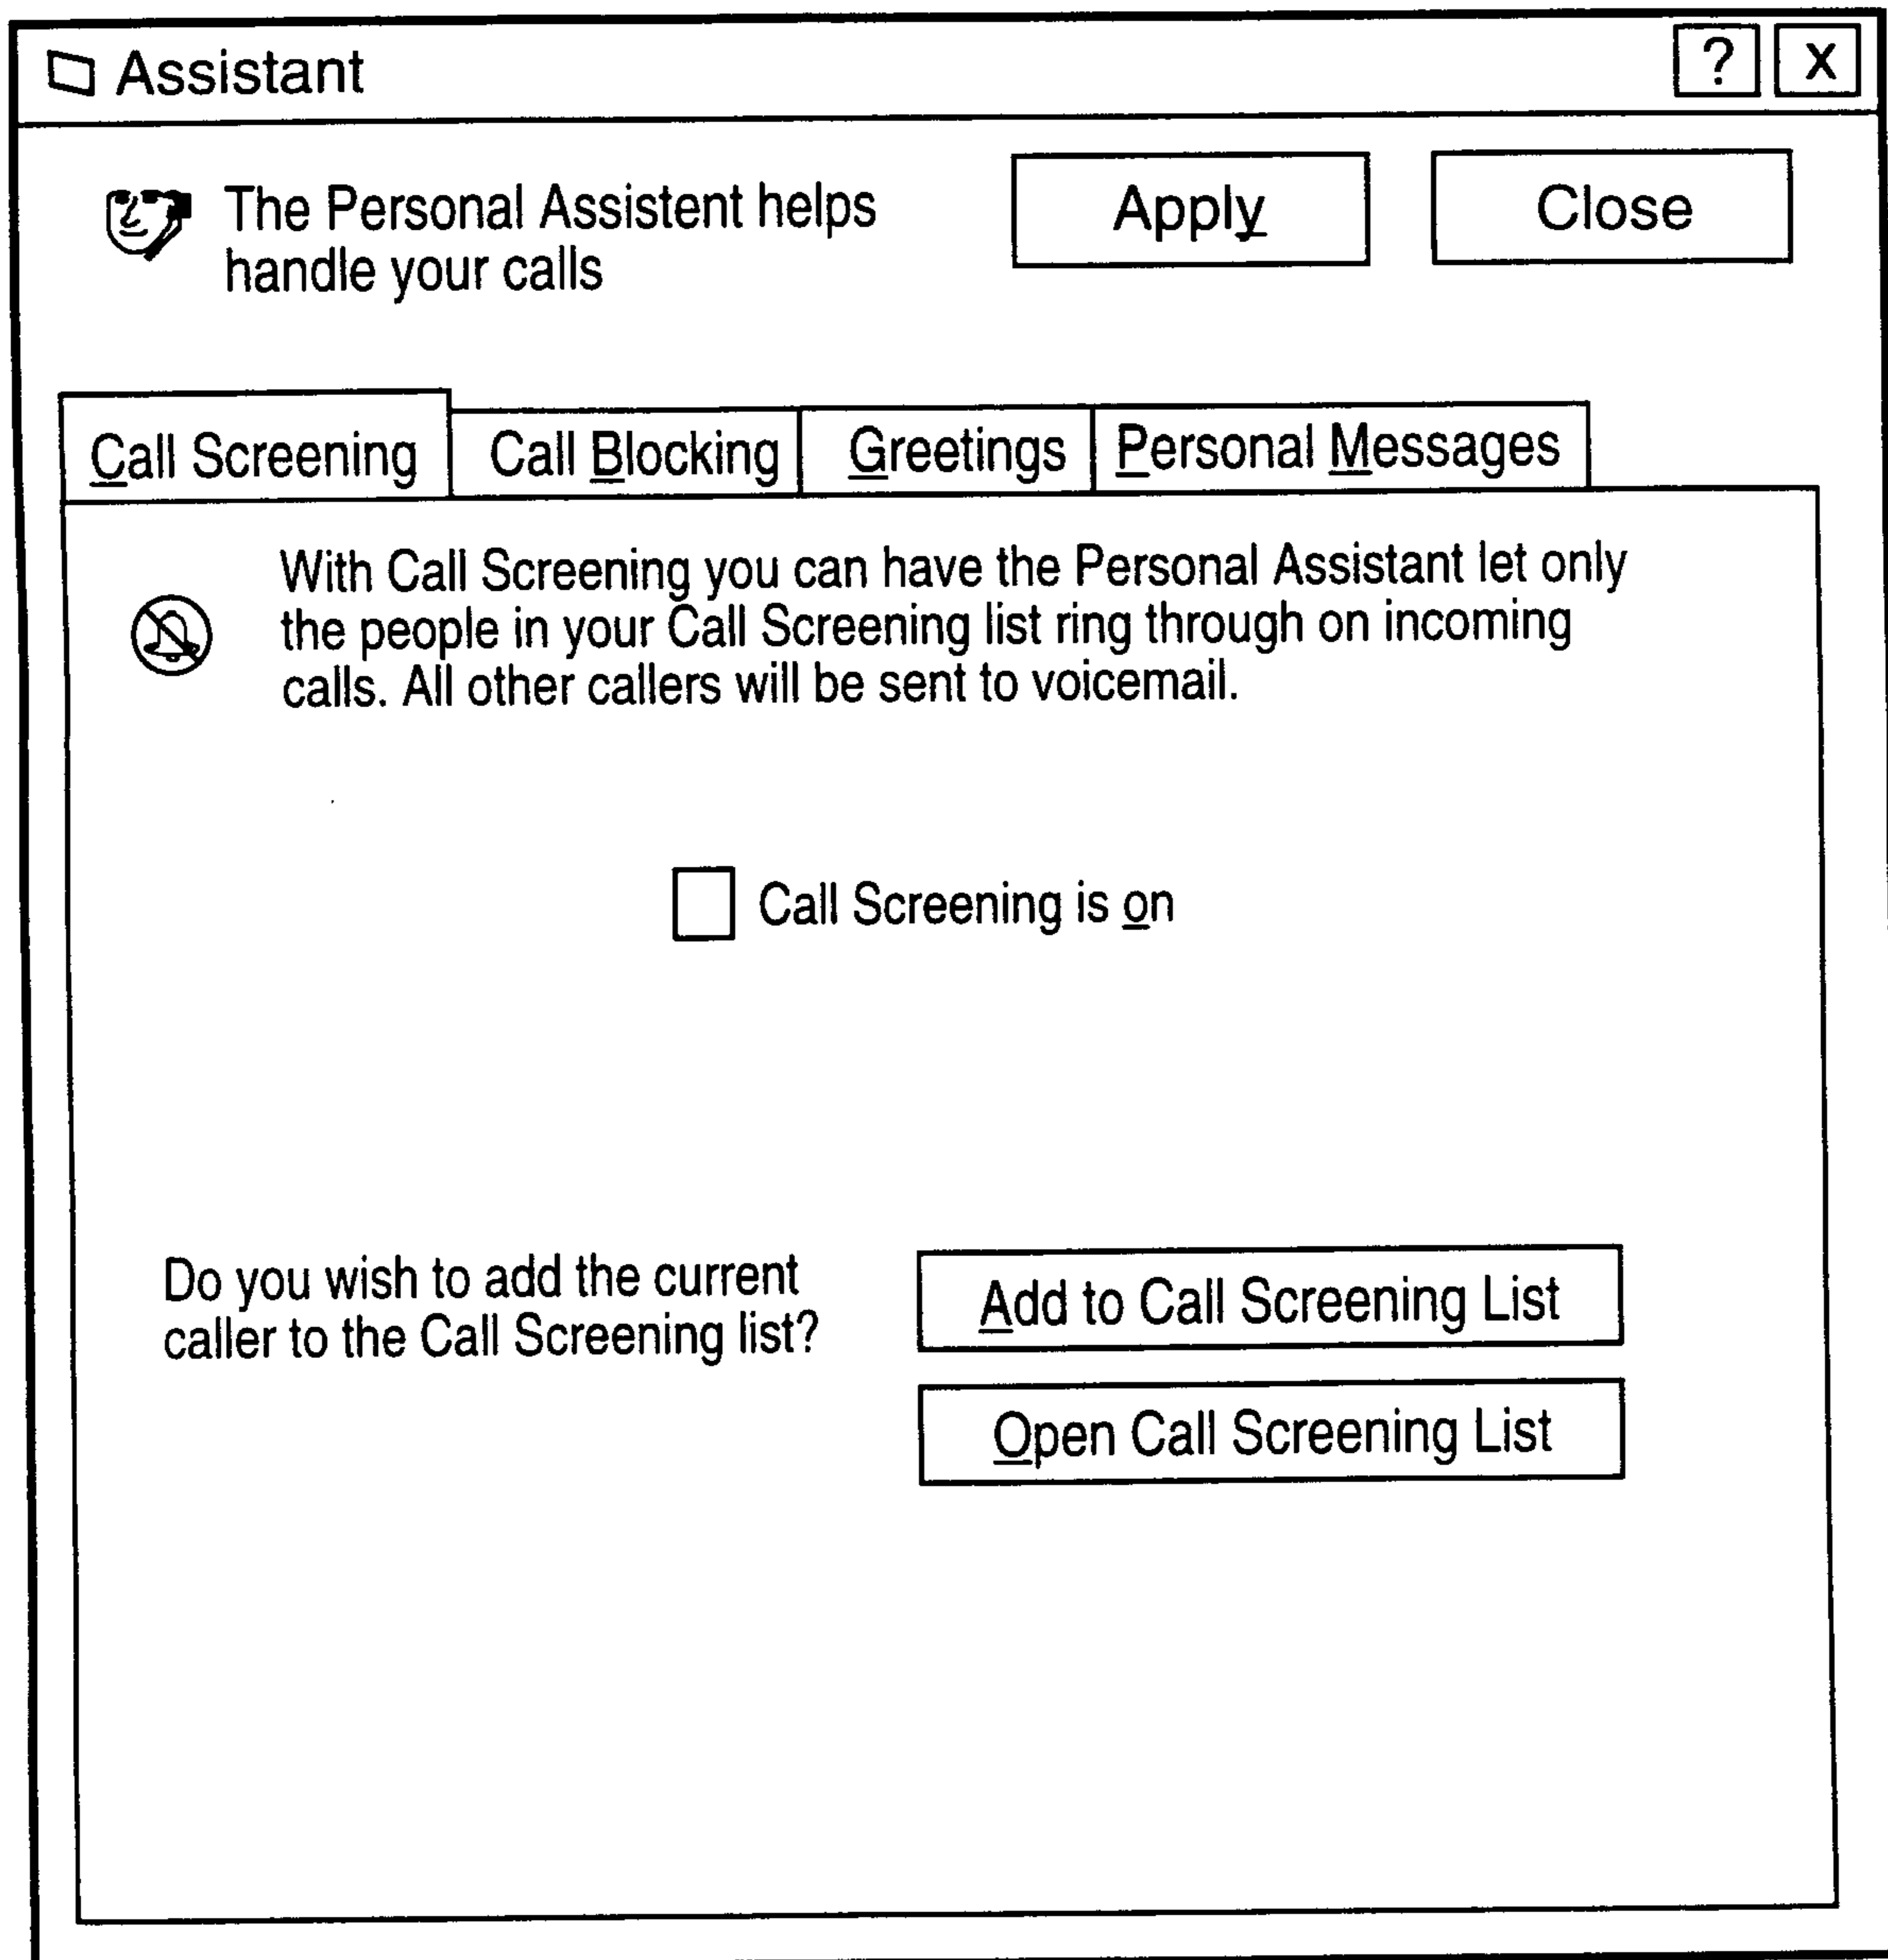 Assistant ? X
The Personal Assistent helps
handle your calls
Apply Close
Call Screening Call Blocking Greetings Personal Messages
With Call Screening you can have the Personal Assistant let only
the people in your Call Screening list ring through on incoming
calls. All other callers will be sent to voicemail.
Call Screening is on
Do you wish to add the current
caller to the Call Screening list?
Add to Call Screening List
Open Call Screening List